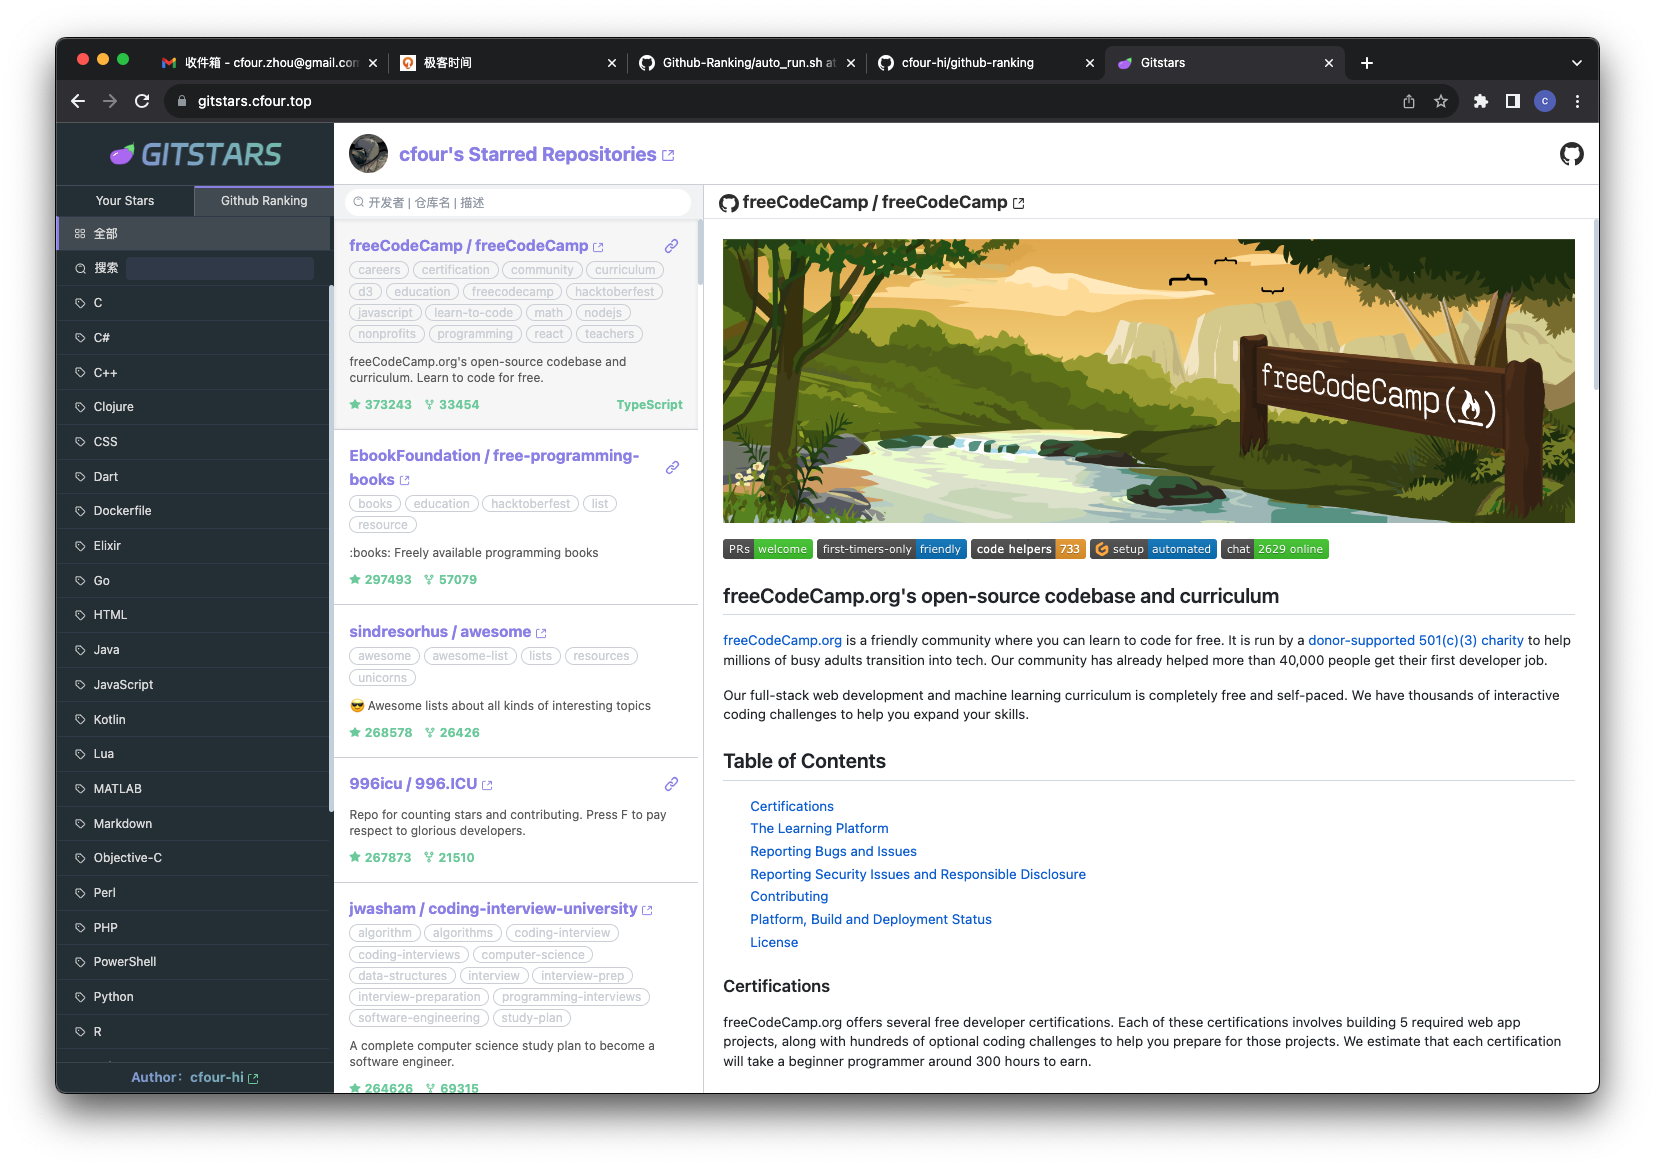 收件箱 - cfour.zhou@gmail.con
极客时间
Github-Ranking/auto_run.sh at
cfour-hi/github-ranking
Gitstars
gitstars.cfour.top
c
GITSTARS
Your Stars
Github Ranking
全部
搜索
C
C#
C++
Clojure
CSS
Dart
Dockerfile
Elixir
Go
HTML
Java
JavaScript
Kotlin
Lua
MATLAB
Markdown
Objective-C
Perl
PHP
PowerShell
Python
R
Author：cfour-hi
cfour's Starred Repositories
开发者 | 仓库名 | 描述
freeCodeCamp / freeCodeCamp
careers certification community curriculum
d3 education freecodecamp hacktoberfest
javascript learn-to-code math nodejs
nonprofits programming react teachers
freeCodeCamp.org's open-source codebase and
curriculum. Learn to code for free.
373243 33454 TypeScript
EbookFoundation / free-programming-
books
books education hacktoberfest list
resource
:books: Freely available programming books
297493 57079
sindresorhus / awesome
awesome awesome-list lists resources
unicorns
😎 Awesome lists about all kinds of interesting topics
268578 26426
996icu / 996.ICU
Repo for counting stars and contributing. Press F to pay
respect to glorious developers.
267873 21510
jwasham / coding-interview-university
algorithm algorithms coding-interview
coding-interviews computer-science
data-structures interview interview-prep
interview-preparation programming-interviews
software-engineering study-plan
A complete computer science study plan to become a
software engineer.
264626 69315
freeCodeCamp / freeCodeCamp
freeCodeCamp
PRs welcome first-timers-only friendly code helpers 733 setup automated chat 2629 online
freeCodeCamp.org's open-source codebase and curriculum
freeCodeCamp.org is a friendly community where you can learn to code for free. It is run by a donor-supported 501(c)(3) charity to help
millions of busy adults transition into tech. Our community has already helped more than 40,000 people get their first developer job.
Our full-stack web development and machine learning curriculum is completely free and self-paced. We have thousands of interactive
coding challenges to help you expand your skills.
Table of Contents
Certifications
The Learning Platform
Reporting Bugs and Issues
Reporting Security Issues and Responsible Disclosure
Contributing
Platform, Build and Deployment Status
License
Certifications
freeCodeCamp.org offers several free developer certifications. Each of these certifications involves building 5 required web app
projects, along with hundreds of optional coding challenges to help you prepare for those projects. We estimate that each certification
will take a beginner programmer around 300 hours to earn.